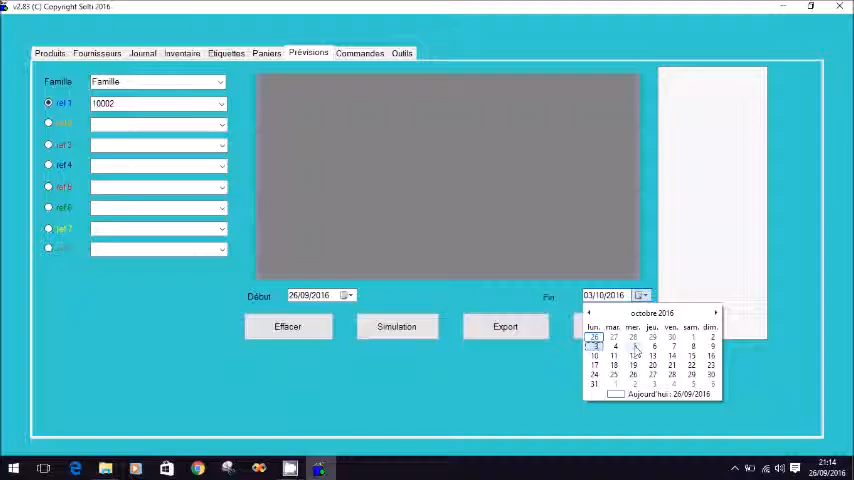 v2.83 (C) Copyright Solti 2016
Produits Fournisseurs Journal Inventaire Etiquettes Paniers Prévisions Commandes Outils
Famille Famille
ref 1 10002
ref 3
ref 4
ref 5
ref 6
ref 7
Début 26/09/2016 Fin 03/10/2016
Effacer Simulation Export
octobre 2016
lun. mar. mer. jeu. ven. sam. dim.
26 27 28 29 30 1 2
3 4 5 6 7 8 9
10 11 12 13 14 15 16
17 18 19 20 21 22 23
24 25 26 27 28 29 30
31 1 2 3 4 5 6
Aujourd'hui : 26/09/2016
21:14
26/09/2016